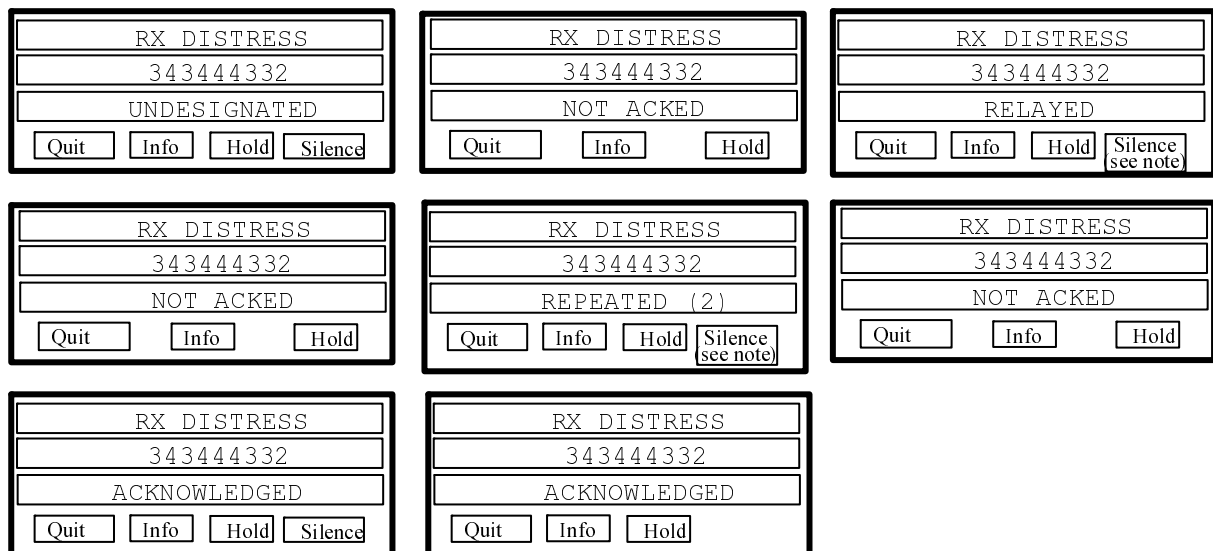 RX DISTRESS
343444332
UNDESIGNATED
Quit Info Hold Silence
RX DISTRESS
343444332
NOT ACKED
Quit Info Hold
RX DISTRESS
343444332
RELAYED
Quit Info Hold Silence
(see note)
RX DISTRESS
343444332
NOT ACKED
Quit Info Hold
RX DISTRESS
343444332
REPEATED (2)
Quit Info Hold Silence
(see note)
RX DISTRESS
343444332
NOT ACKED
Quit Info Hold
RX DISTRESS
343444332
ACKNOWLEDGED
Quit Info Hold Silence
RX DISTRESS
343444332
ACKNOWLEDGED
Quit Info Hold